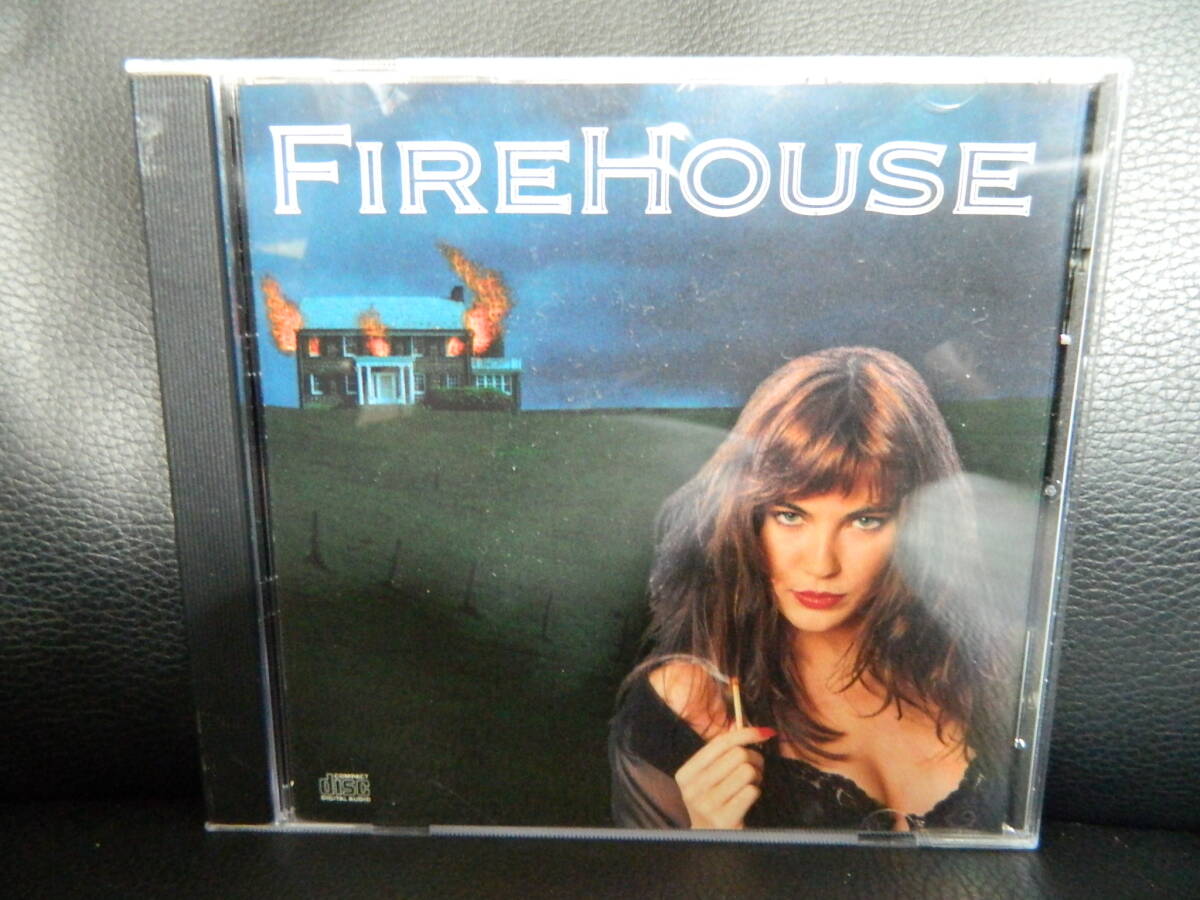 FIREHOUSE
COMPACT
disc
DIGITAL AUDIO